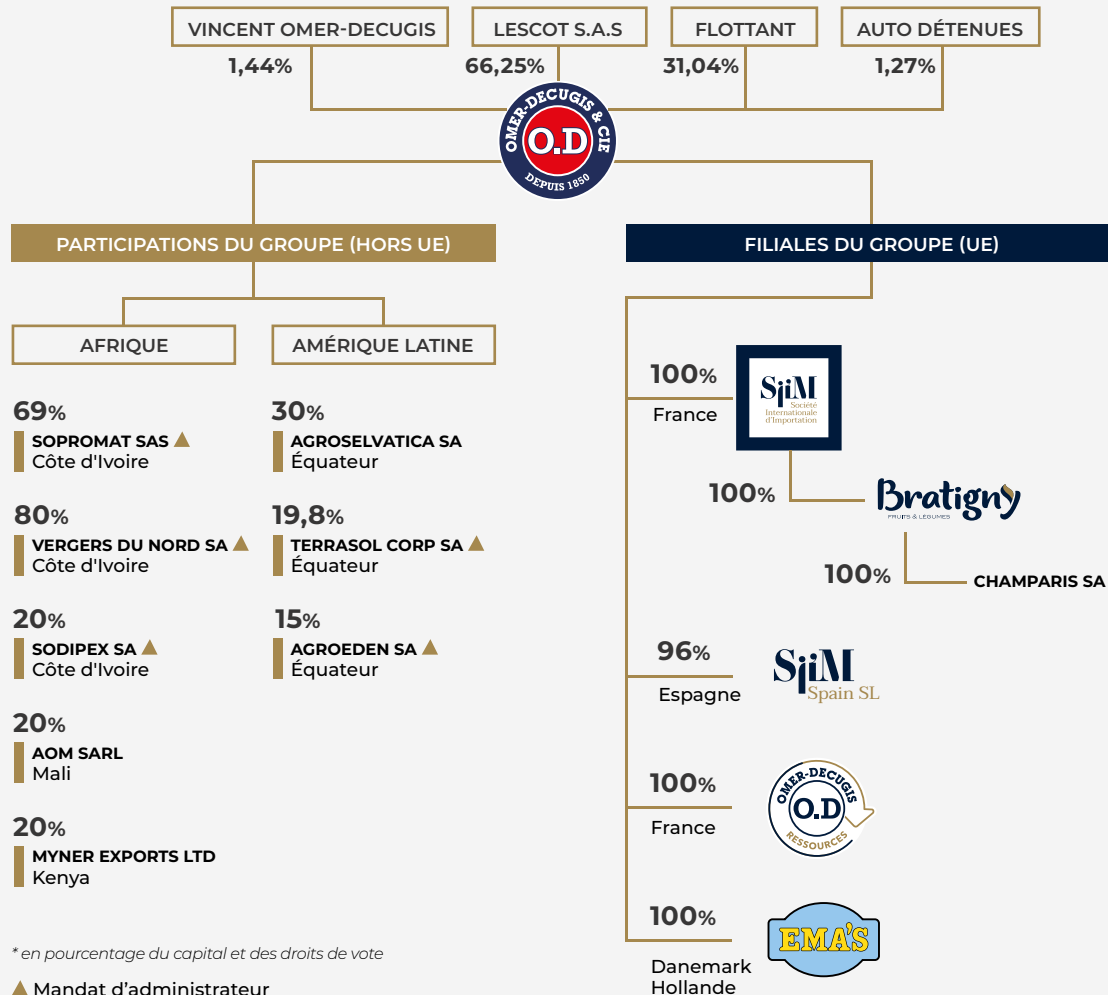 VINCENT OMER-DECUGIS
LESCOT S.A.S
FLOTTANT
AUTO DÉTENUES
1,44%
66,25%
31,04%
1,27%
OMER-DECUGIS & CIE
O.D
DEPUIS 1850
PARTICIPATIONS DU GROUPE (HORS UE)
AFRIQUE
69%
SOPROMAT SAS
Côte d'Ivoire
80%
VERGERS DU NORD SA
Côte d'Ivoire
20%
SODIPEX SA
Côte d'Ivoire
20%
AOM SARL
Mali
20%
MYNER EXPORTS LTD
Kenya
AMÉRIQUE LATINE
30%
AGROSELVATICA SA
Équateur
19,8%
TERRASOL CORP SA
Équateur
15%
AGROEDEN SA
Équateur
* en pourcentage du capital et des droits de vote
Mandat d’administrateur
FILIALES DU GROUPE (UE)
100%
France
SIIM
Société
Internationale
d'Importation
100%
Bratigny
FRUITS & LÉGUMES
100%
CHAMPARIS SA
96%
Espagne
SIIM
Spain SL
100%
France
OMER-DECUGIS
O.D
RESSOURCES
100%
Danemark
Hollande
EMA'S